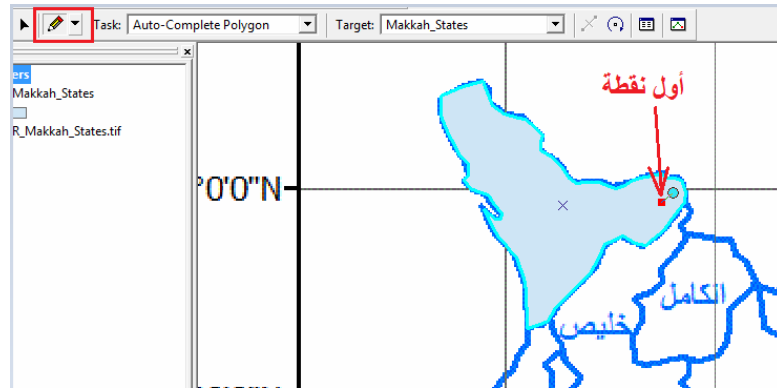 Task: Auto-Complete Polygon Target: Makkah_States
ers
Makkah_States
R_Makkah_States.tif
أول نقطة
°0'0"N
الكامل
خليص